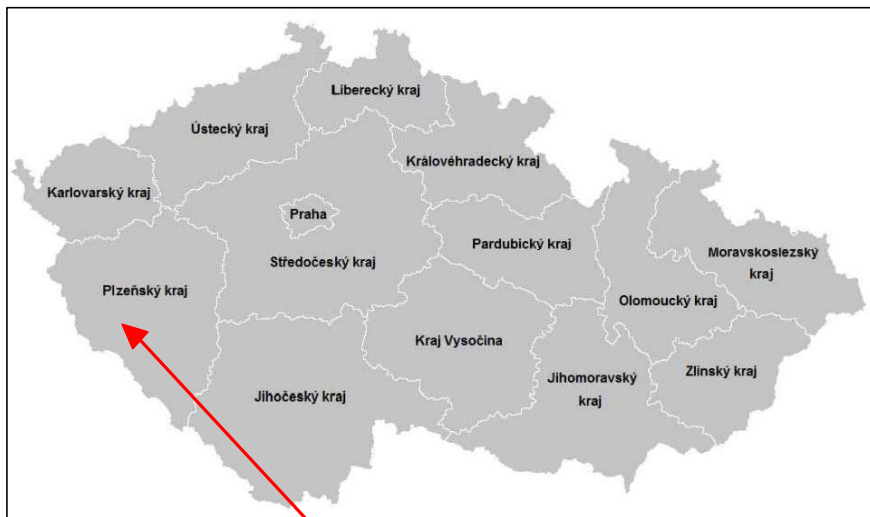 Liberecký kraj
Ústecký kraj
Královéhradecký kraj
Karlovarský kraj
Praha
Pardubický kraj
Moravskoslezský
kraj
Středočeský kraj
Plzeňský kraj
Olomoucký kraj
Kraj Vysočina
Zlínský kraj
Jihomoravský
kraj
Jihočeský kraj